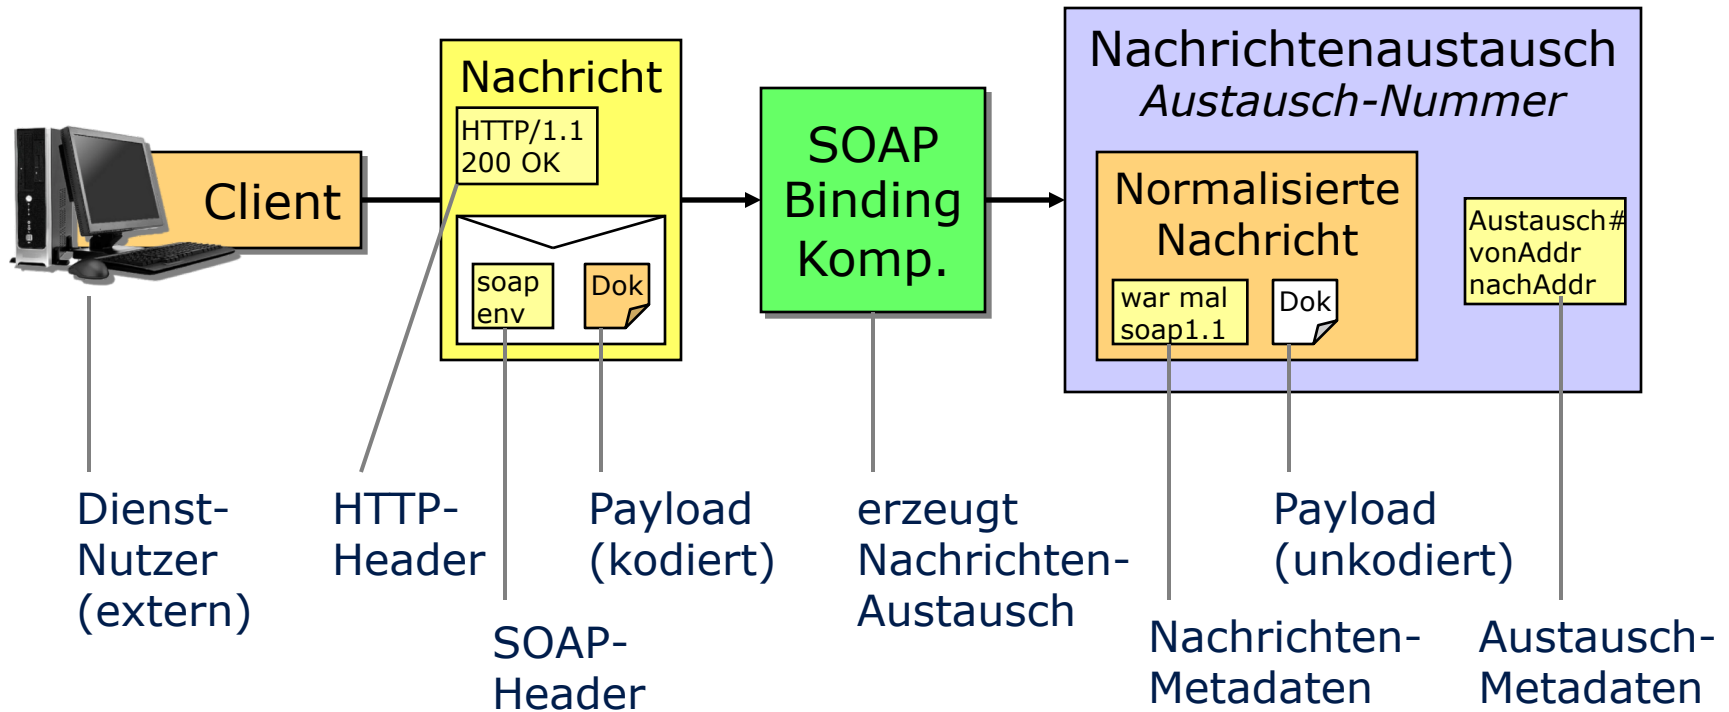 Nachricht
HTTP/1.1
200 OK
Client
soap
env
Dok
SOAP
Binding
Komp.
Nachrichtenaustausch
Austausch-Nummer
Normalisierte
Nachricht
war mal
soap1.1
Dok
Austausch#
vonAddr
nachAddr
Dienst-
Nutzer
(extern)
HTTP-
Header
SOAP-
Header
Payload
(kodiert)
erzeugt
Nachrichten-
Austausch
Nachrichten-
Metadaten
Payload
(unkodiert)
Austausch-
Metadaten